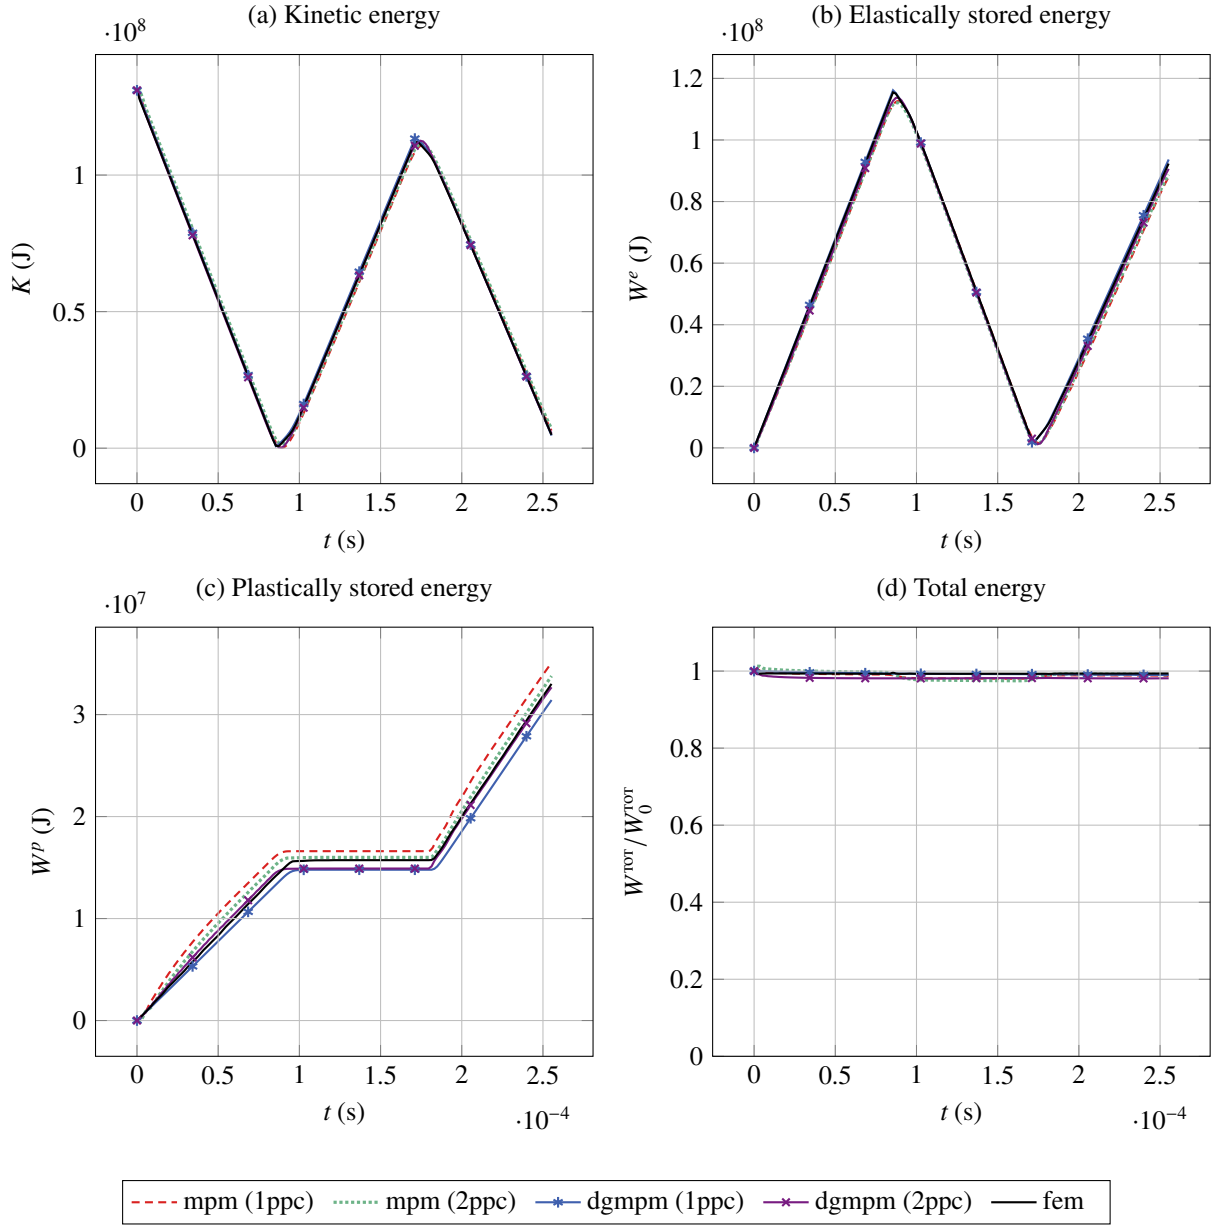 (a) Kinetic energy
·10⁸
1
0.5
0
K (J)
0 0.5 1 1.5 2 2.5
t (s)
(b) Elastically stored energy
·10⁸
1.2
1
0.8
0.6
0.4
0.2
0
Wᵉ (J)
0 0.5 1 1.5 2 2.5
t (s)
(c) Plastically stored energy
·10⁷
3
2
1
0
Wᵖ (J)
0 0.5 1 1.5 2 2.5
t (s)
·10⁻⁴
(d) Total energy
1
0.8
0.6
0.4
0.2
0
W^TOT/W_0^TOT
0 0.5 1 1.5 2 2.5
t (s)
·10⁻⁴
mpm (1ppc) mpm (2ppc) dgmpm (1ppc) dgmpm (2ppc) fem